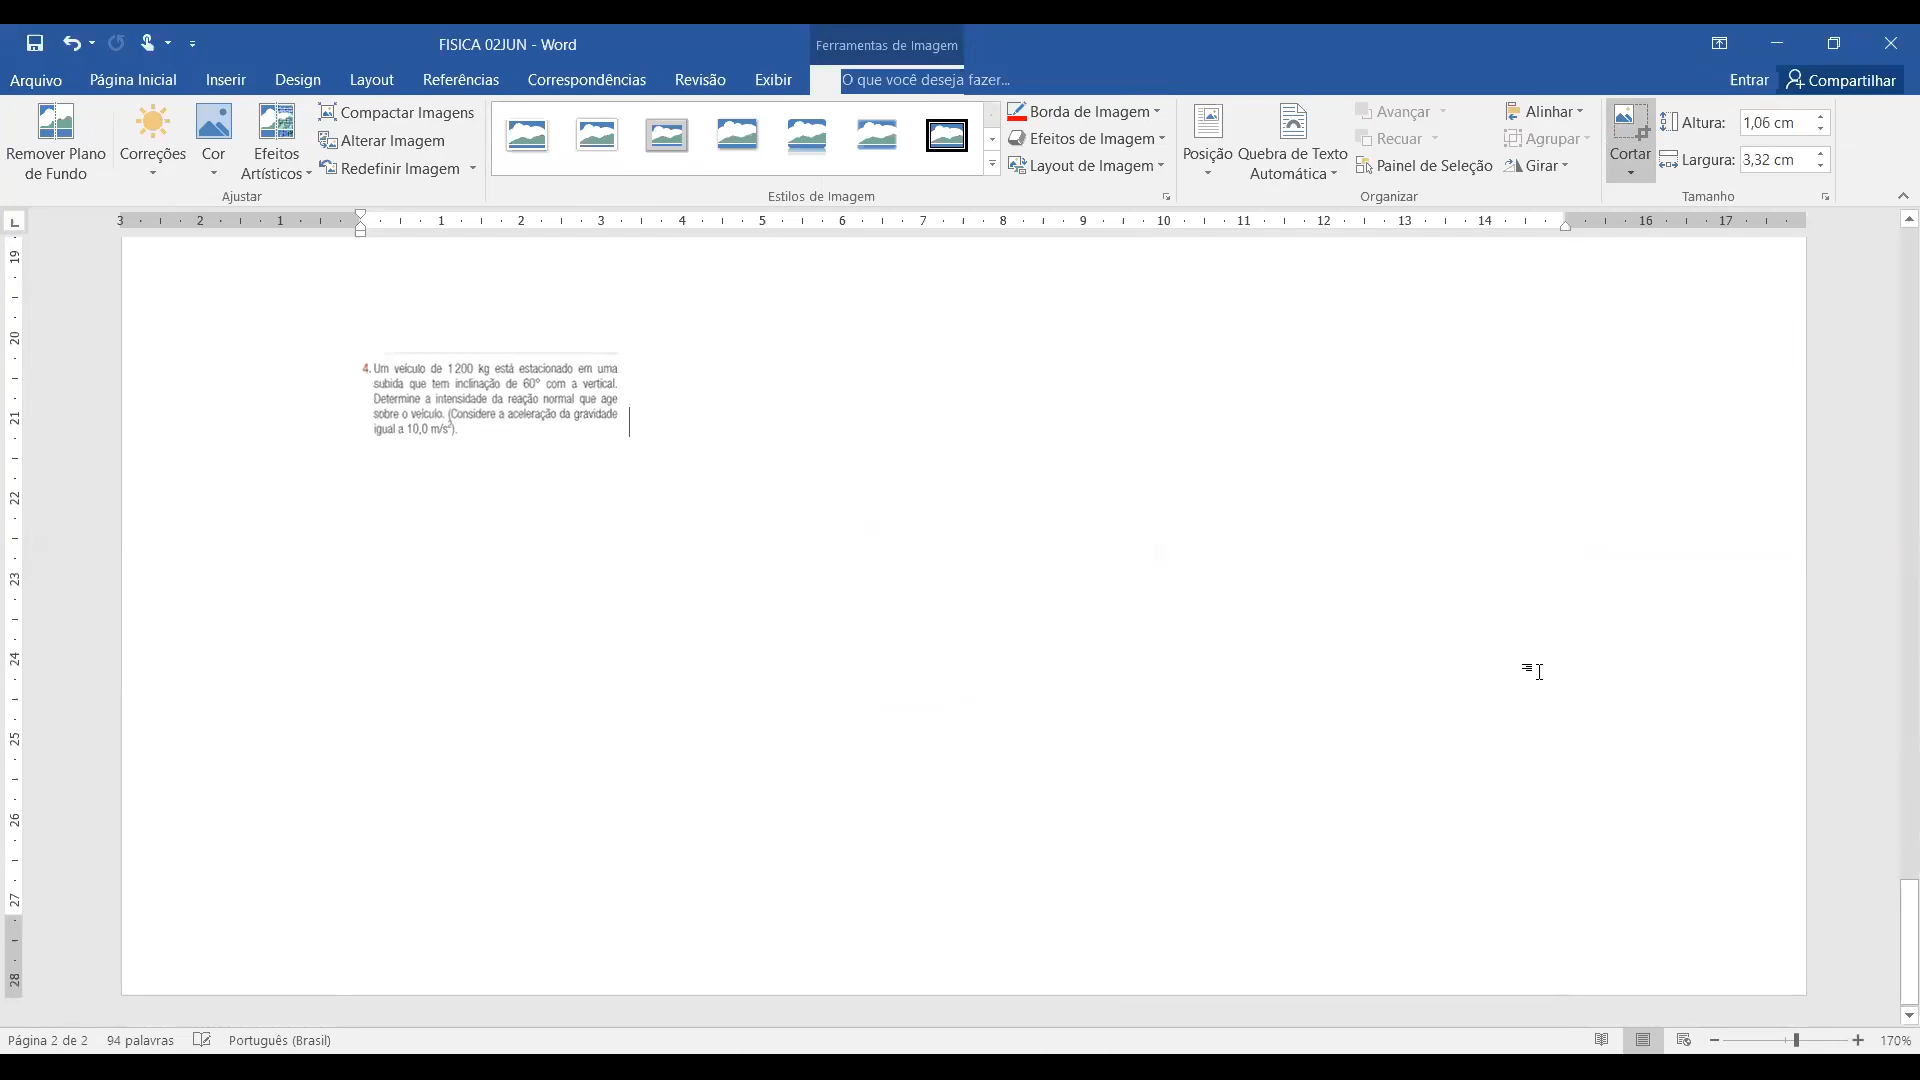 FISICA 02JUN - Word
Ferramentas de Imagem
Arquivo Página Inicial Inserir Design Layout Referências Correspondências Revisão Exibir O que você deseja fazer... Entrar Compartilhar
Remover Plano de Fundo
Correções
Cor
Efeitos Artísticos
Compactar Imagens
Alterar Imagem
Redefinir Imagem
Ajustar
Estilos de Imagem
Borda de Imagem
Efeitos de Imagem
Layout de Imagem
Posição
Quebra de Texto Automática
Avançar
Recuar
Painel de Seleção
Alinhar
Agrupar
Girar
Organizar
Cortar
Altura: 1,06 cm
Largura: 3,32 cm
Tamanho
L
3 2 1 1 2 3 4 5 6 7 8 9 10 11 12 13 14 16 17
19
20
21
22
23
24
25
26
27
28
4. Um veículo de 1200 kg está estacionado em uma
subida que tem inclinação de 60° com a vertical.
Determine a intensidade da reação normal que age
sobre o veículo. (Considere a aceleração da gravidade
igual a 10,0 m/s²).
Página 2 de 2 94 palavras Português (Brasil) 170%